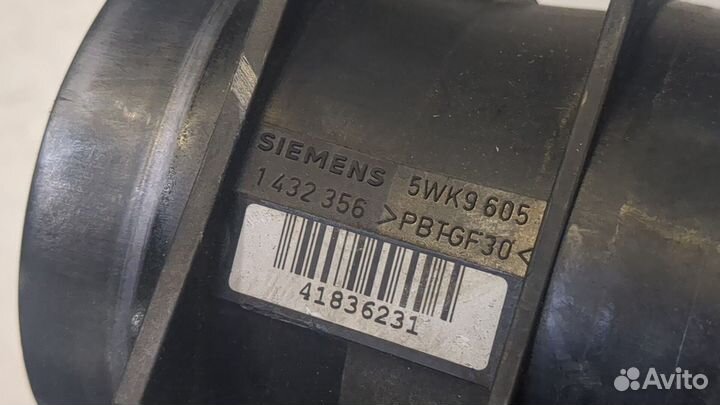 SIEMENS 5WK9 605
1 432 356 >PBT-GF30<
41836231
Avito